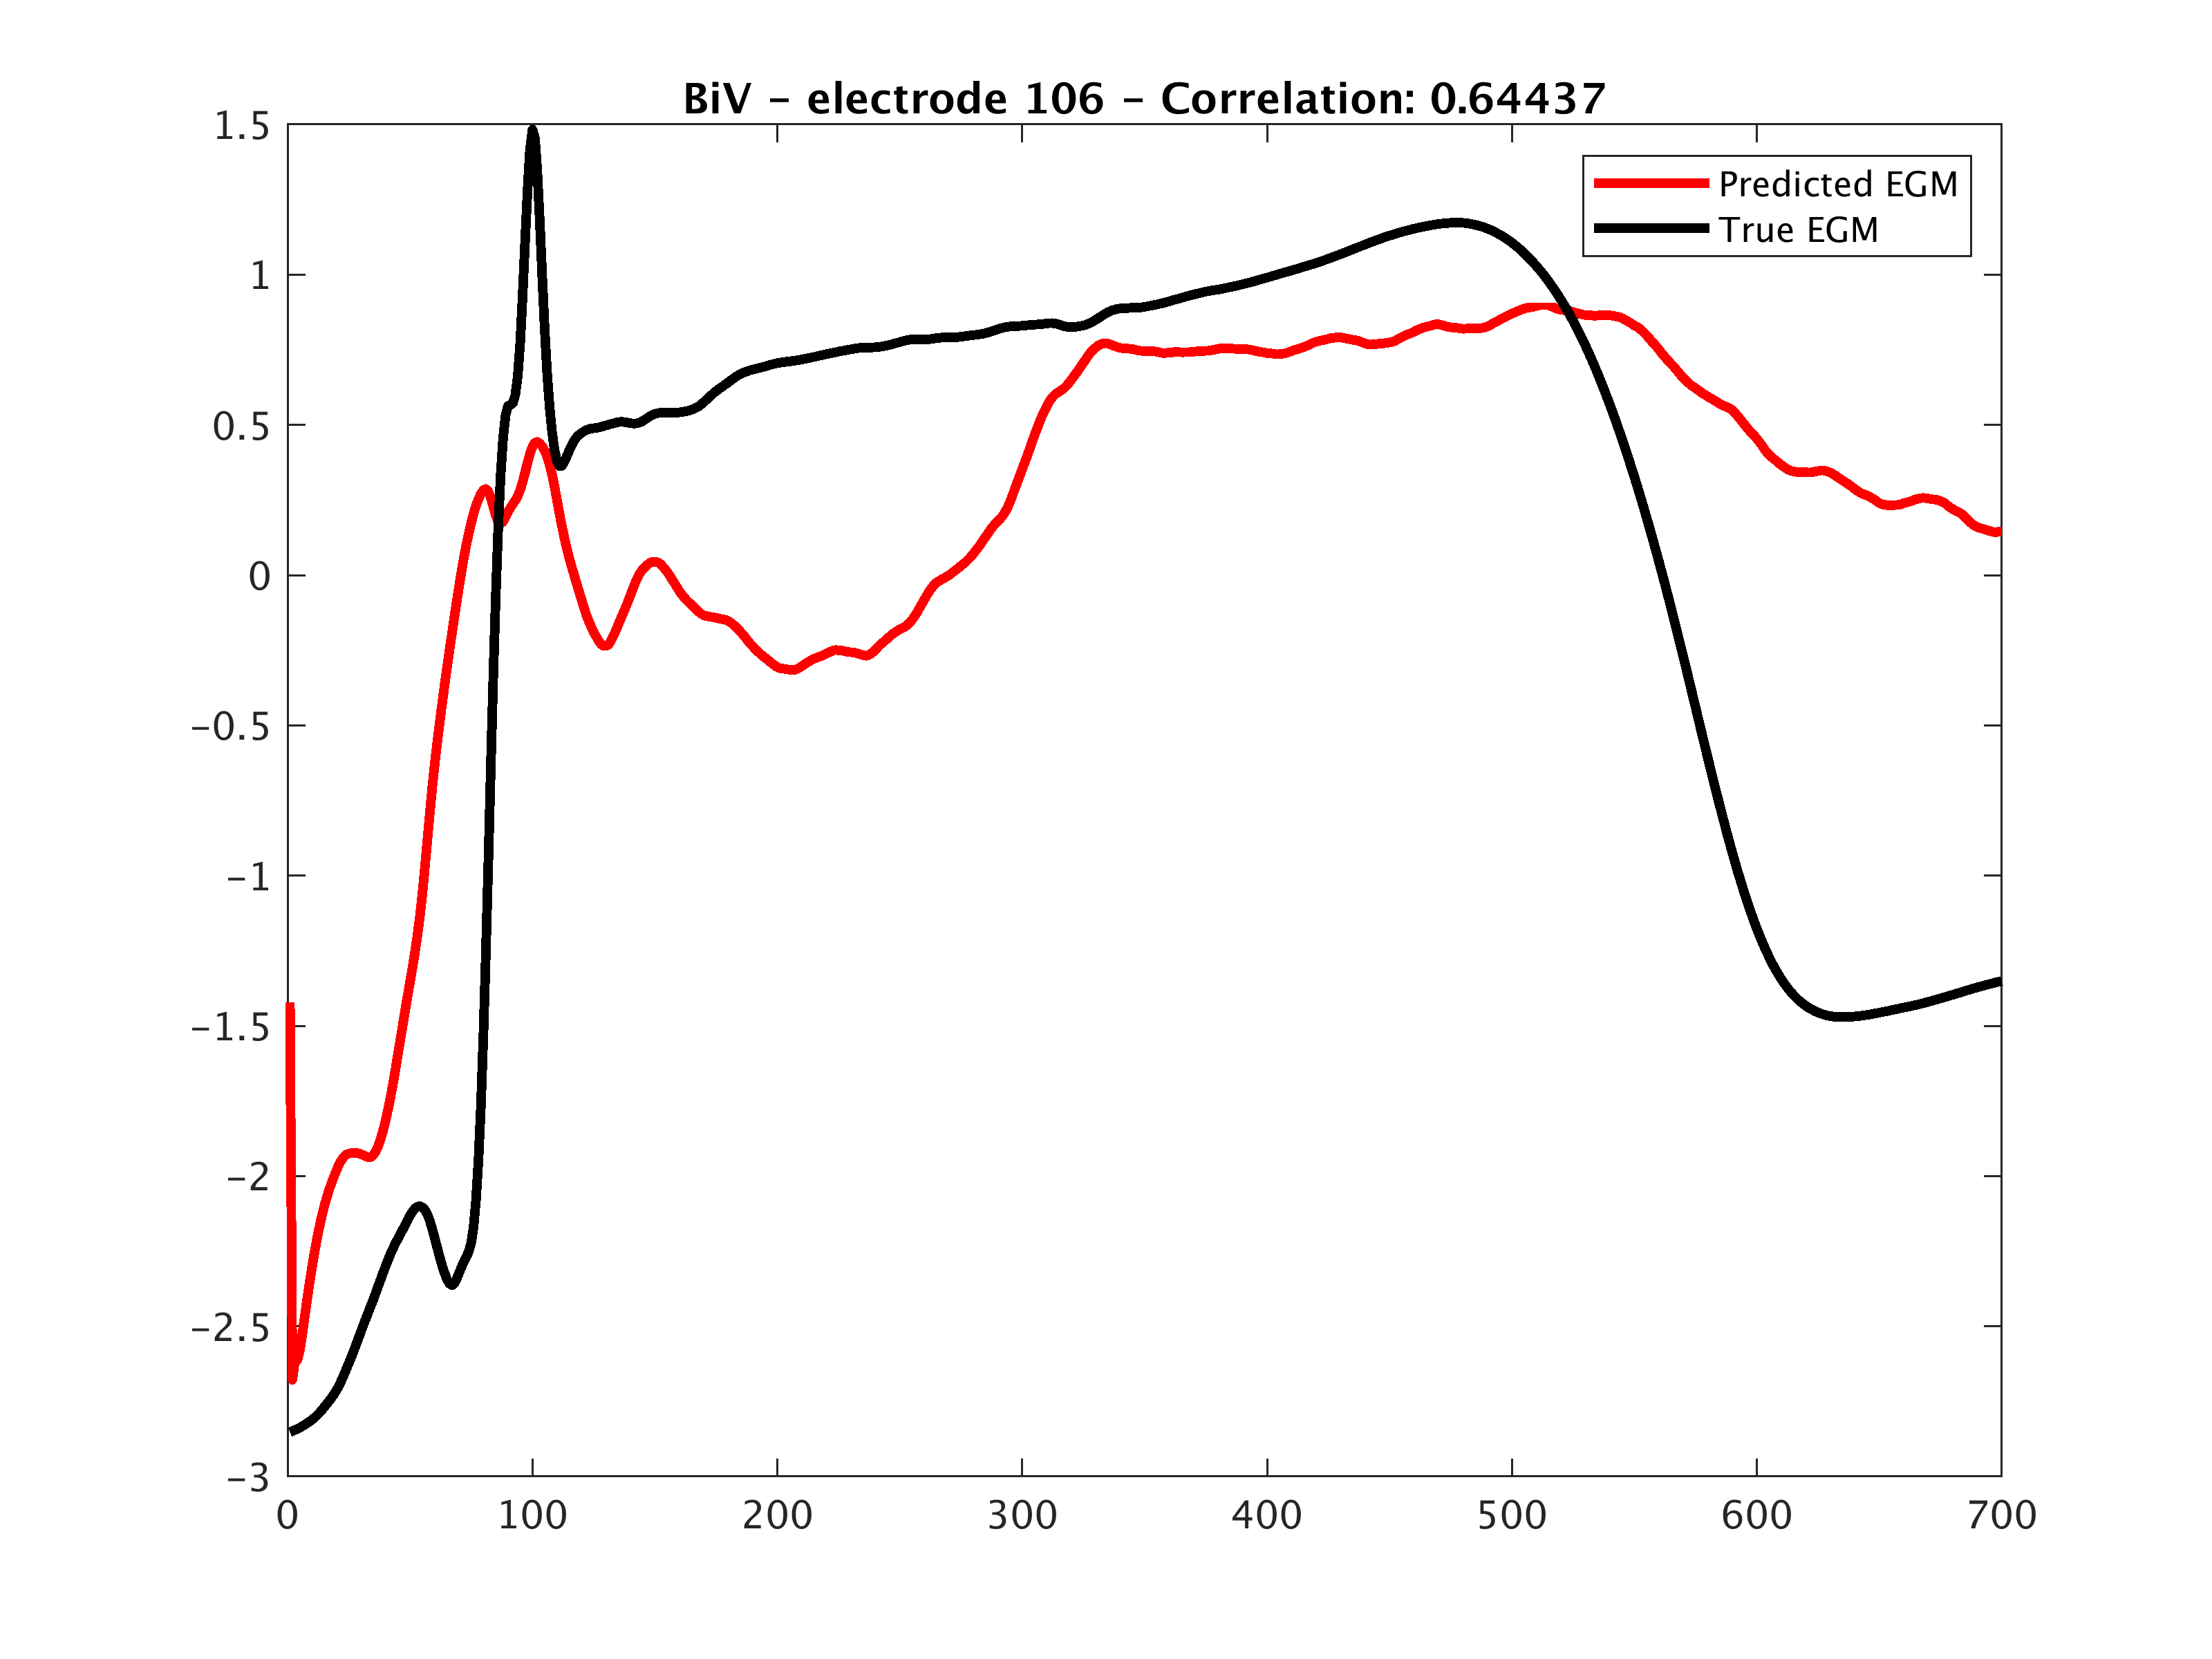 BiV – electrode 106 – Correlation: 0.64437
Predicted EGM
True EGM
1.5
1
0.5
0
−0.5
−1
−1.5
−2
−2.5
−3
0 100 200 300 400 500 600 700